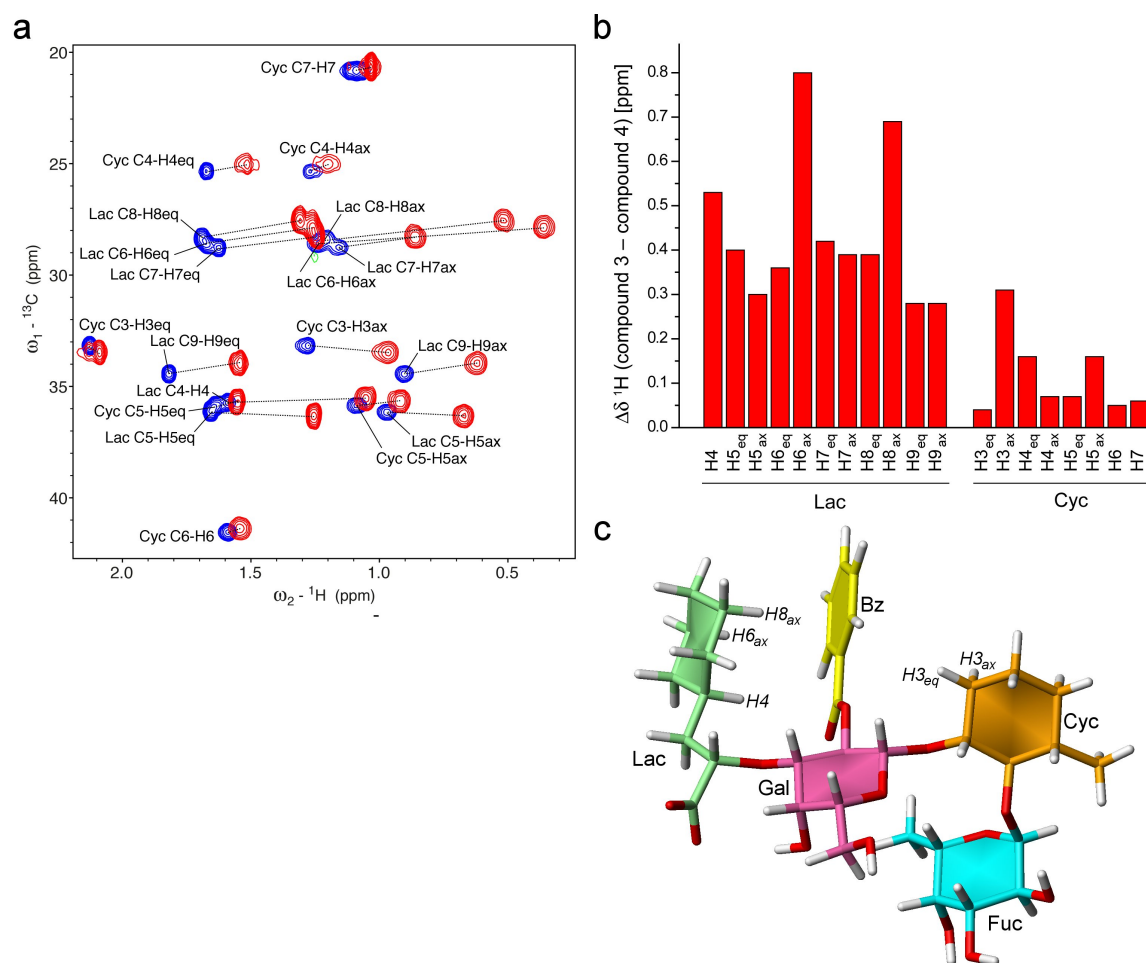 a
20
25
30
35
40
ω₁ - ¹³C (ppm)
Cyc C7-H7
Cyc C4-H4eq
Cyc C4-H4ax
Lac C8-H8eq
Lac C8-H8ax
Lac C6-H6eq
Lac C7-H7eq
Lac C7-H7ax
Lac C6-H6ax
Cyc C3-H3eq
Cyc C3-H3ax
Lac C9-H9eq
Lac C9-H9ax
Lac C4-H4
Cyc C5-H5eq
Lac C5-H5eq
Lac C5-H5ax
Cyc C5-H5ax
Cyc C6-H6
2.0 1.5 1.0 0.5
ω₂ - ¹H (ppm)
b
Δδ ¹H (compound 3 – compound 4) [ppm]
0.8
0.7
0.6
0.5
0.4
0.3
0.2
0.1
0.0
H4 H5eq H5ax H6eq H6ax H7eq H7ax H8eq H8ax H9eq H9ax H3eq H3ax H4eq H4ax H5eq H5ax H6 H7
Lac Cyc
c
Bz
H8ax
H6ax
H3ax
H3eq
H4
Cyc
Lac
Gal
Fuc